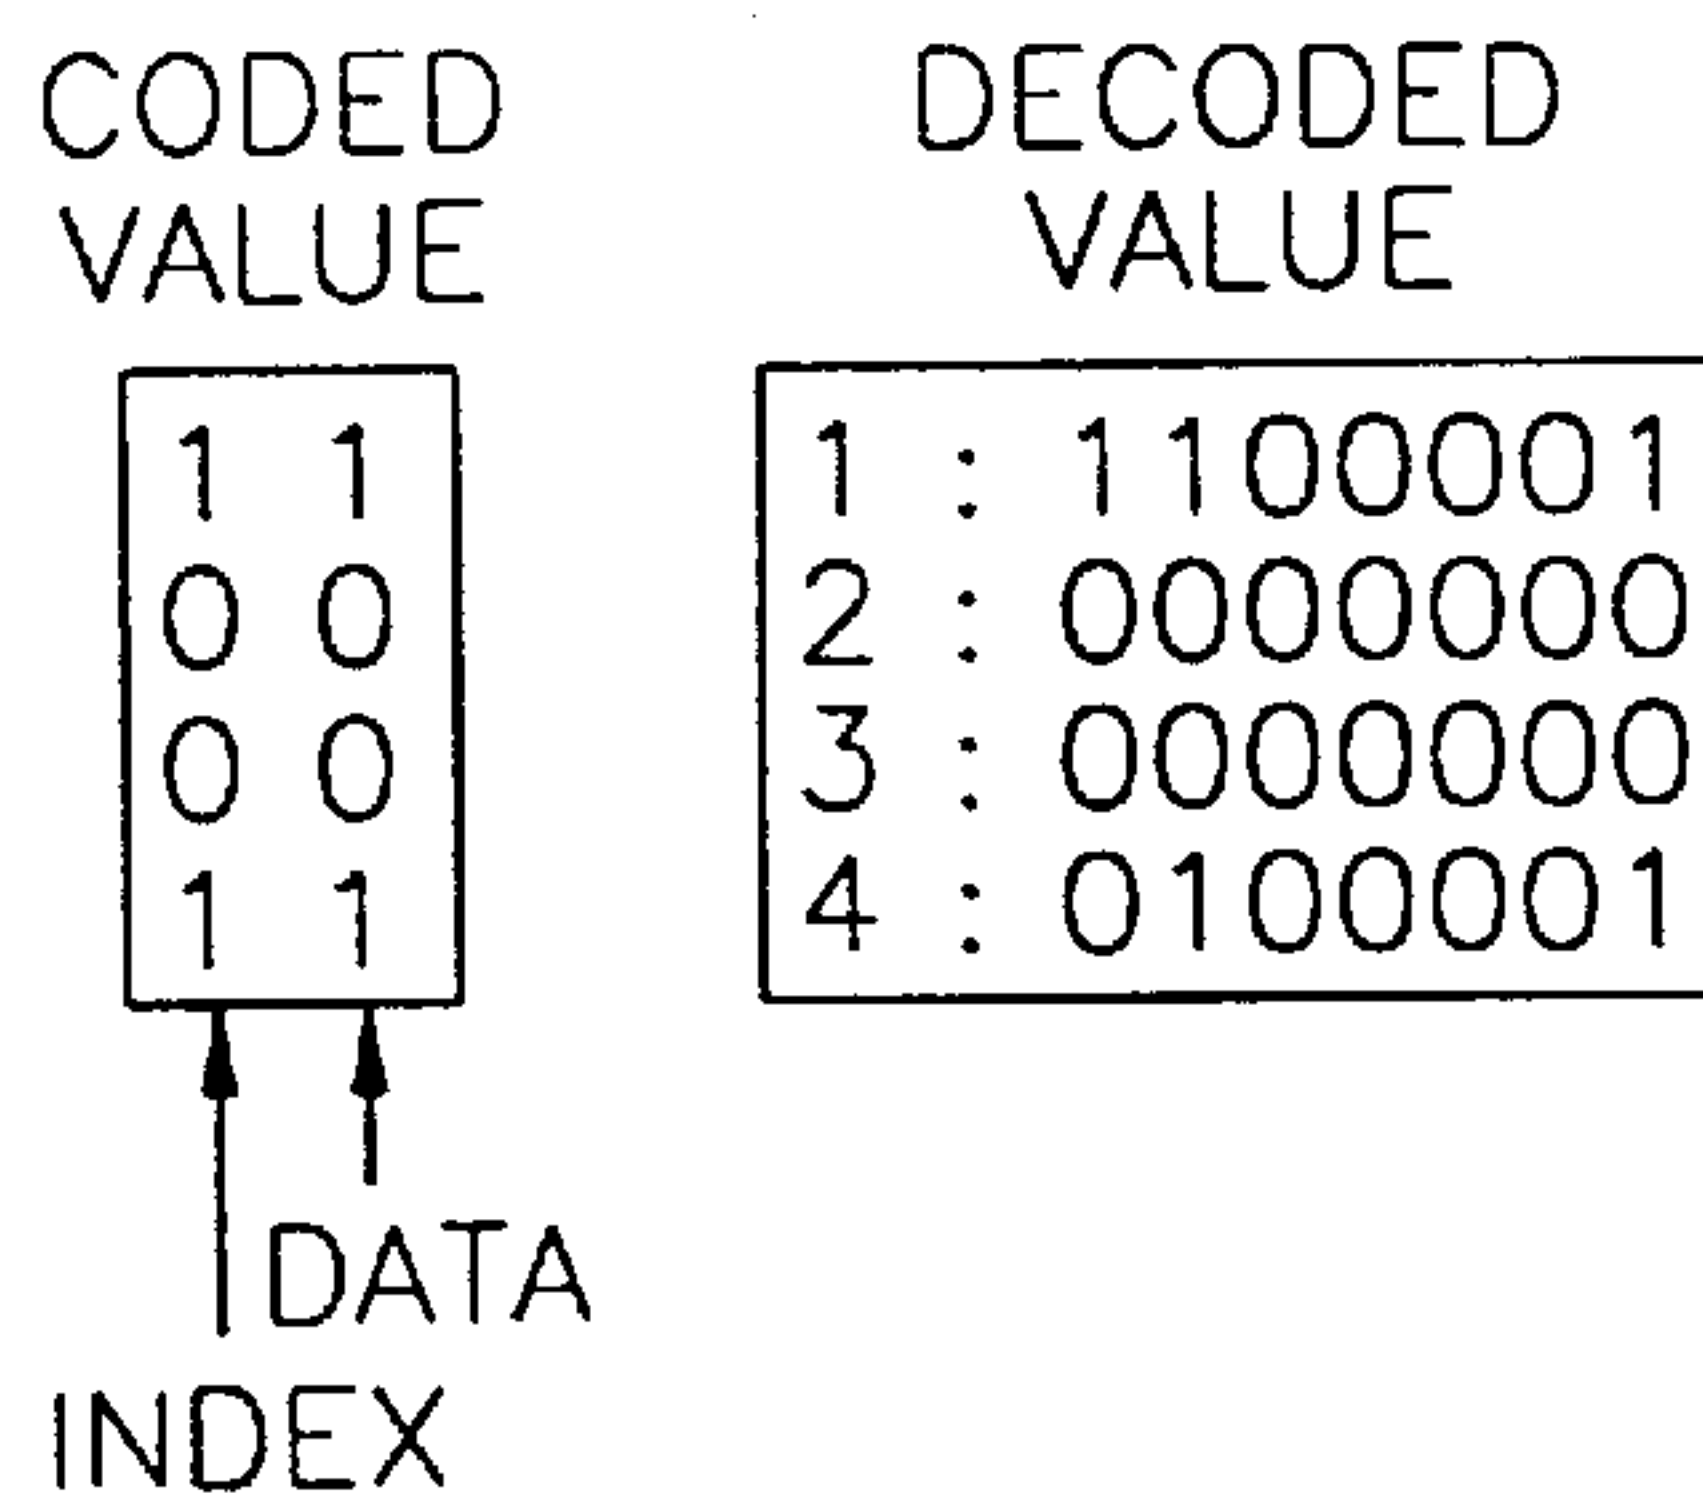 CODED VALUE
1 1
0 0
0 0
1 1
DATA
INDEX
DECODED VALUE
1 : 1100001
2 : 0000000
3 : 0000000
4 : 0100001